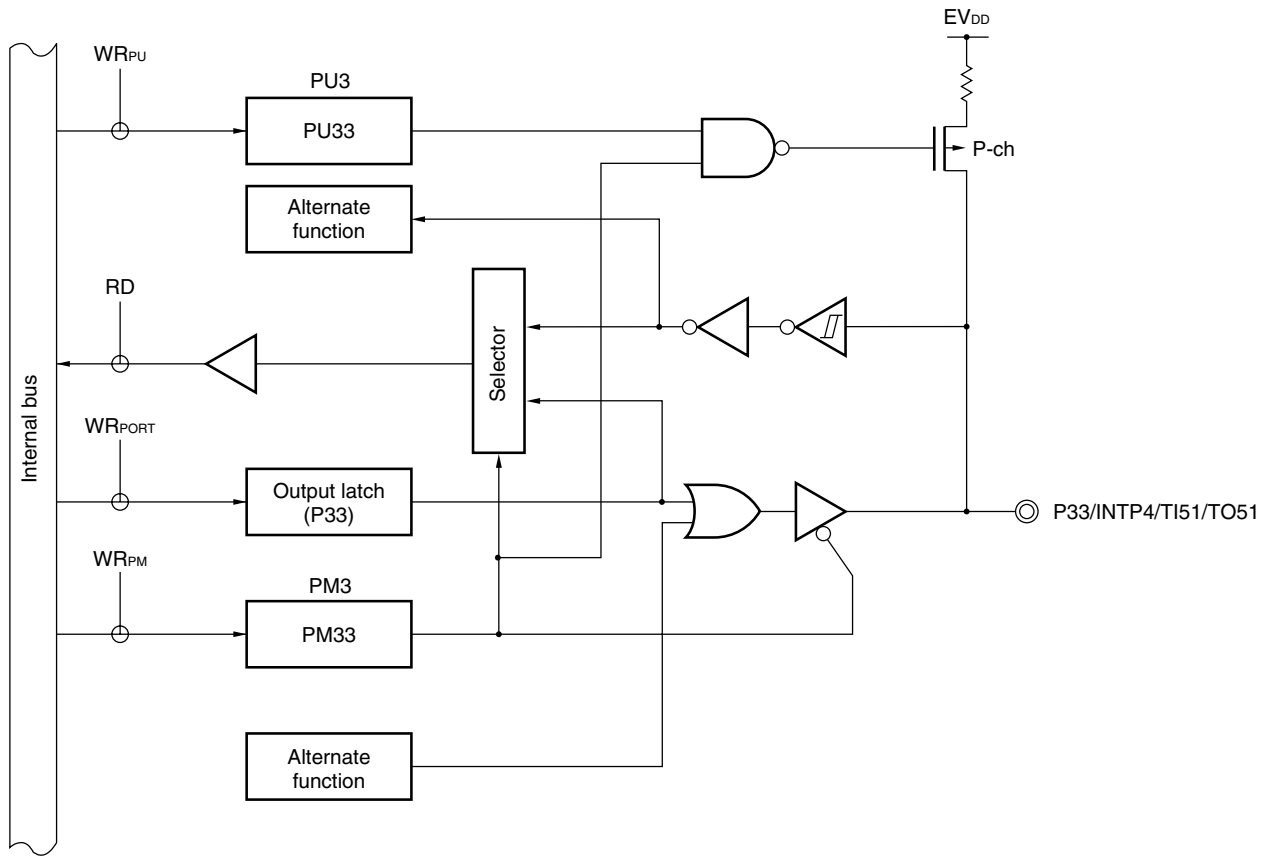 EVDD
WRPU
PU3
PU33
P-ch
Alternate
function
RD
Selector
Internal bus
WRPORT
Output latch
(P33)
P33/INTP4/TI51/TO51
WRPM
PM3
PM33
Alternate
function